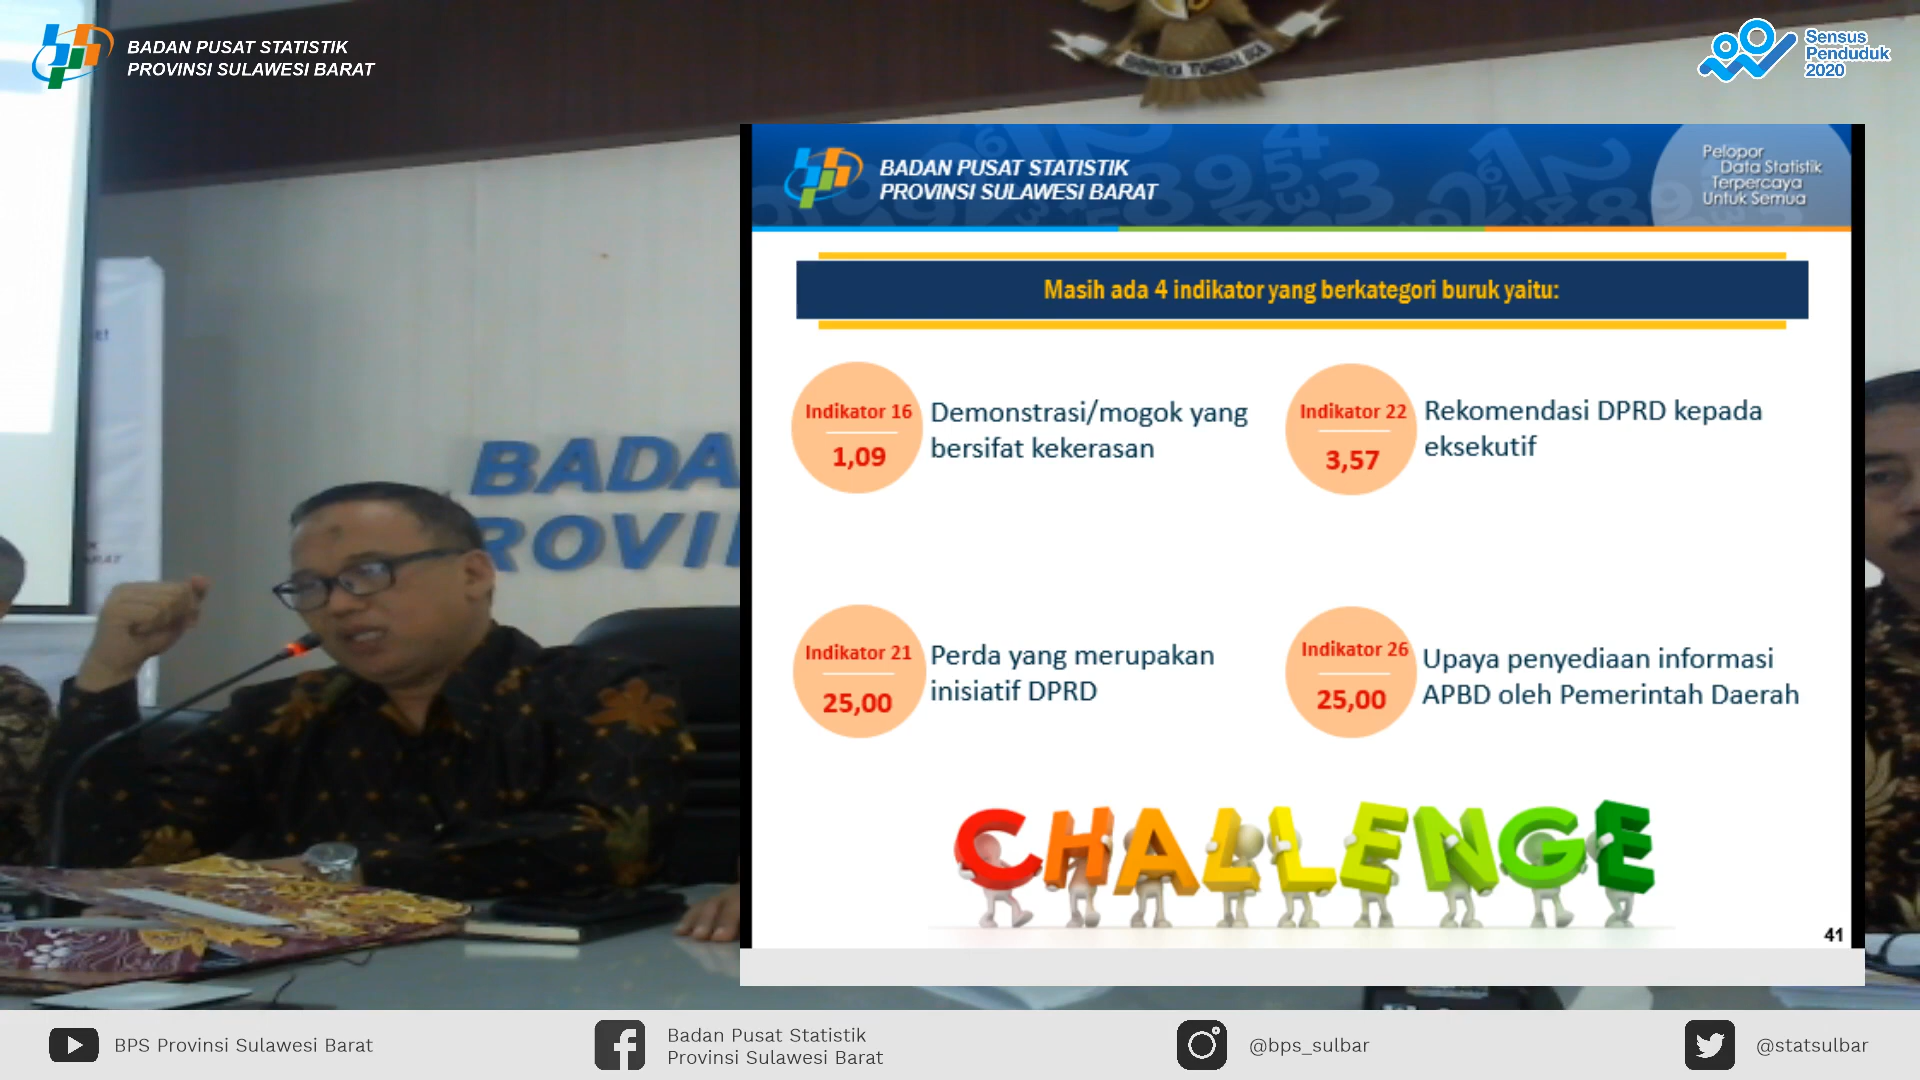 BADAN PUSAT STATISTIK
PROVINSI SULAWESI BARAT
Sensus
Penduduk
2020
BHINNEKA TUNGGAL IKA
BADAN PUSAT STATISTIK
PROVINSI SULAWESI BARAT
Pelopor
Data Statistik
Terpercaya
Untuk Semua
Masih ada 4 indikator yang berkategori buruk yaitu:
Indikator 16
1,09
Demonstrasi/mogok yang
bersifat kekerasan
Indikator 22
3,57
Rekomendasi DPRD kepada
eksekutif
Indikator 21
25,00
Perda yang merupakan
inisiatif DPRD
Indikator 26
25,00
Upaya penyediaan informasi
APBD oleh Pemerintah Daerah
CHALLENGE
41
BADA
PROVI
BPS Provinsi Sulawesi Barat
Badan Pusat Statistik
Provinsi Sulawesi Barat
@bps_sulbar
@statsulbar